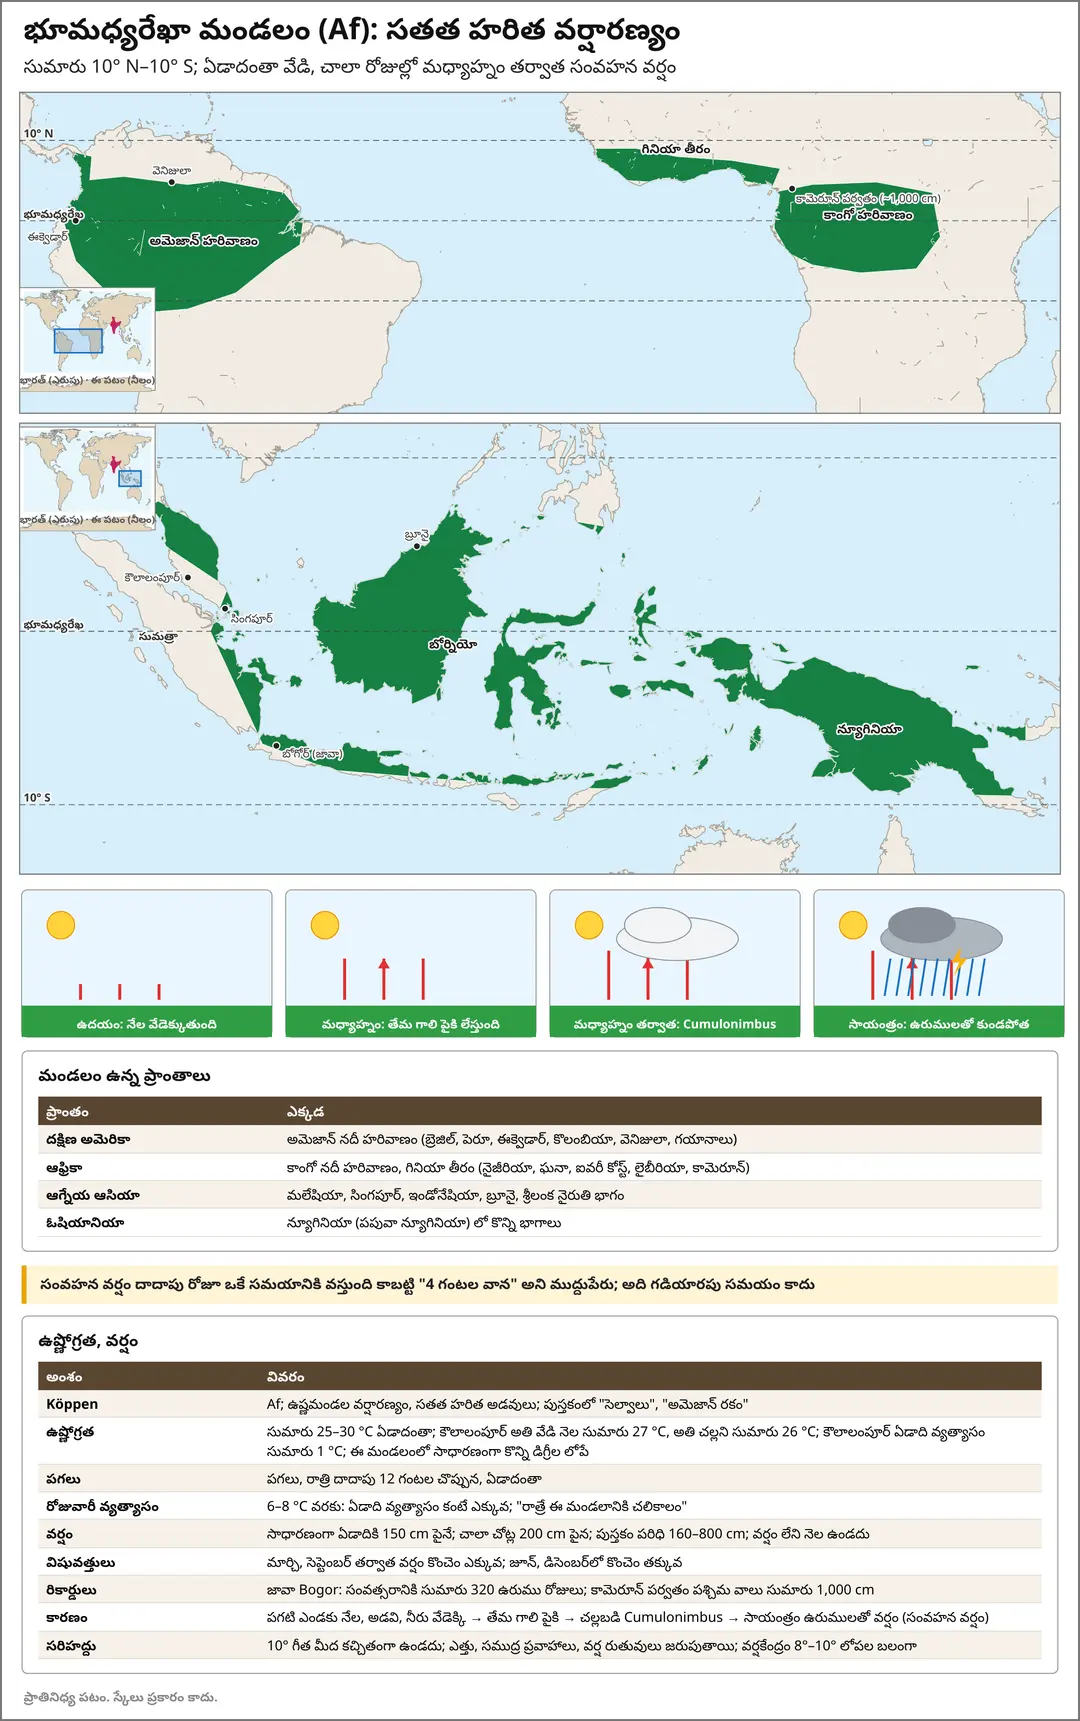 భూమధ్యరేఖా మండలం (Af): సతత హరిత వర్షారణ్యం
సుమారు 10° N–10° S; ఏడాదంతా వేడి, చాలా రోజుల్లో మధ్యాహ్నం తర్వాత సంవహన వర్షం
10° N
గినియా తీరం
వెనిజులా
కామెరూన్ పర్వతం (~1,000 cm)
భూమధ్యరేఖ
కాంగో హరివాణం
ఈక్వెడార్
అమెజాన్ హరివాణం
భారత్ (ఎరుపు) · ఈ పటం (నీలం)
భారత్ (ఎరుపు) · ఈ పటం (నీలం)
బ్రూనై
కౌలాలంపూర్
సింగపూర్
భూమధ్యరేఖ
సుమత్రా
బోర్నియో
న్యూగినియా
బోగోర్ (జావా)
10° S
ఉదయం: నేల వేడెక్కుతుంది
మధ్యాహ్నం: తేమ గాలి పైకి లేస్తుంది
మధ్యాహ్నం తర్వాత: Cumulonimbus
సాయంత్రం: ఉరుములతో కుండపోత
మండలం ఉన్న ప్రాంతాలు
ప్రాంతం ఎక్కడ
దక్షిణ అమెరికా అమెజాన్ నదీ హరివాణం (బ్రెజిల్, పెరూ, ఈక్వెడార్, కొలంబియా, వెనిజులా, గయానాలు)
ఆఫ్రికా కాంగో నదీ హరివాణం, గినియా తీరం (నైజీరియా, ఘనా, ఐవరీ కోస్ట్, లైబీరియా, కామెరూన్)
ఆగ్నేయ ఆసియా మలేషియా, సింగపూర్, ఇండోనేషియా, బ్రూనై, శ్రీలంక నైరుతి భాగం
ఓషియానియా న్యూగినియా (పపువా న్యూగినియా) లో కొన్ని భాగాలు
సంవహన వర్షం దాదాపు రోజూ ఒకే సమయానికి వస్తుంది కాబట్టి "4 గంటల వాన" అని ముద్దుపేరు; అది గడియారపు సమయం కాదు
ఉష్ణోగ్రత, వర్షం
అంశం వివరం
Köppen Af; ఉష్ణమండల వర్షారణ్యం, సతత హరిత అడవులు; పుస్తకంలో "సెల్వాలు", "అమెజాన్ రకం"
ఉష్ణోగ్రత సుమారు 25–30 °C ఏడాదంతా; కౌలాలంపూర్ అతి వేడి నెల సుమారు 27 °C, అతి చల్లని సుమారు 26 °C; కౌలాలంపూర్ ఏడాది వ్యత్యాసం
సుమారు 1 °C; ఈ మండలంలో సాధారణంగా కొన్ని డిగ్రీల లోపే
పగలు పగలు, రాత్రి దాదాపు 12 గంటల చొప్పున, ఏడాదంతా
రోజువారీ వ్యత్యాసం 6–8 °C వరకు: ఏడాది వ్యత్యాసం కంటే ఎక్కువ; "రాత్రే ఈ మండలానికి చలికాలం"
వర్షం సాధారణంగా ఏడాదికి 150 cm పైనే; చాలా చోట్ల 200 cm పైన; పుస్తకం పరిధి 160–800 cm; వర్షం లేని నెల ఉండదు
విషువత్తులు మార్చి, సెప్టెంబర్ తర్వాత వర్షం కొంచెం ఎక్కువ; జూన్, డిసెంబర్‌లో కొంచెం తక్కువ
రికార్డులు జావా Bogor: సంవత్సరానికి సుమారు 320 ఉరుము రోజులు; కామెరూన్ పర్వతం పశ్చిమ వాలు సుమారు 1,000 cm
కారణం పగటి ఎండకు నేల, అడవి, నీరు వేడెక్కి → తేమ గాలి పైకి → చల్లబడి Cumulonimbus → సాయంత్రం ఉరుములతో వర్షం (సంవహన వర్షం)
సరిహద్దు 10° గీత మీద కచ్చితంగా ఉండదు; ఎత్తు, సముద్ర ప్రవాహాలు, వర్ష రుతువులు జరుపుతాయి; వర్షకేంద్రం 8°–10° లోపల బలంగా
ప్రాతినిధ్య పటం. స్కేలు ప్రకారం కాదు.